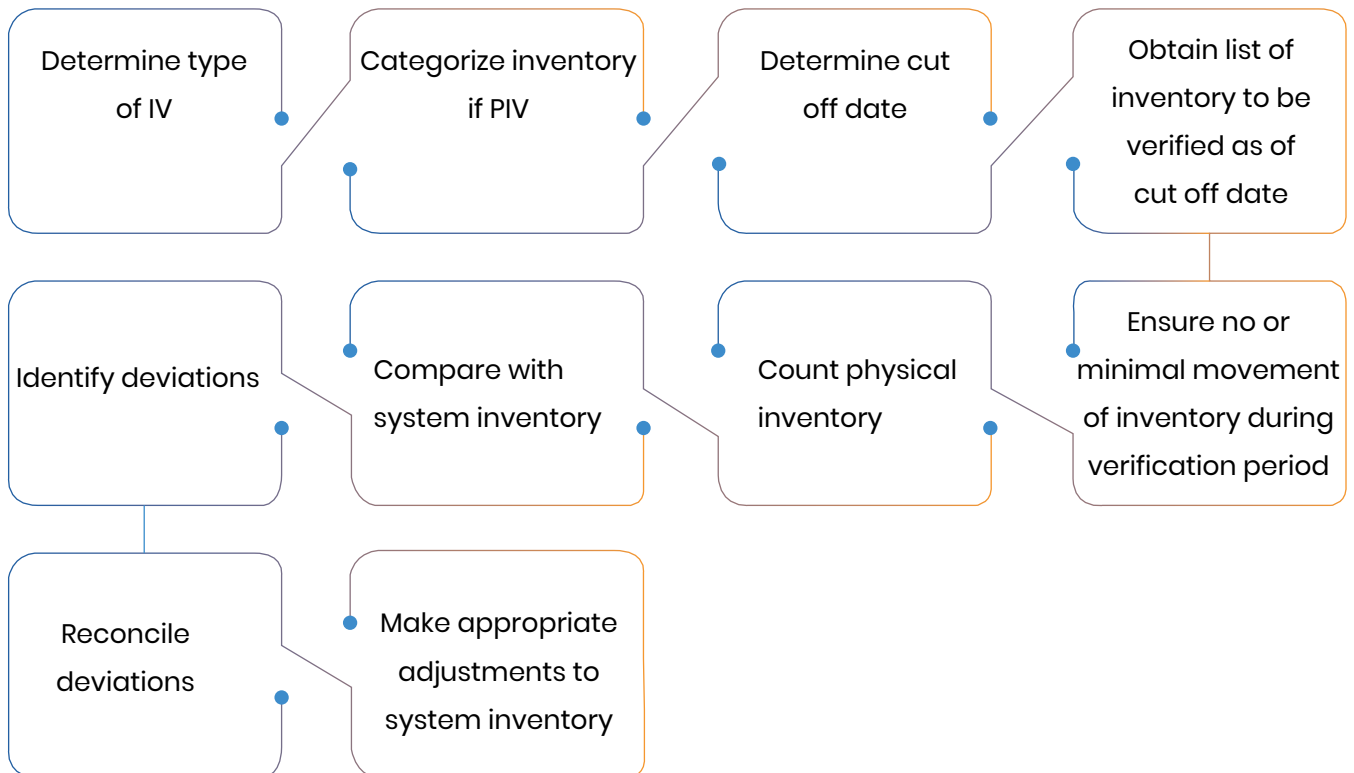 Determine type
of IV
Categorize inventory
if PIV
Determine cut
off date
Obtain list of
inventory to be
verified as of
cut off date
Ensure no or
minimal movement
of inventory during
verification period
Count physical
inventory
Compare with
system inventory
Identify deviations
Reconcile
deviations
Make appropriate
adjustments to
system inventory